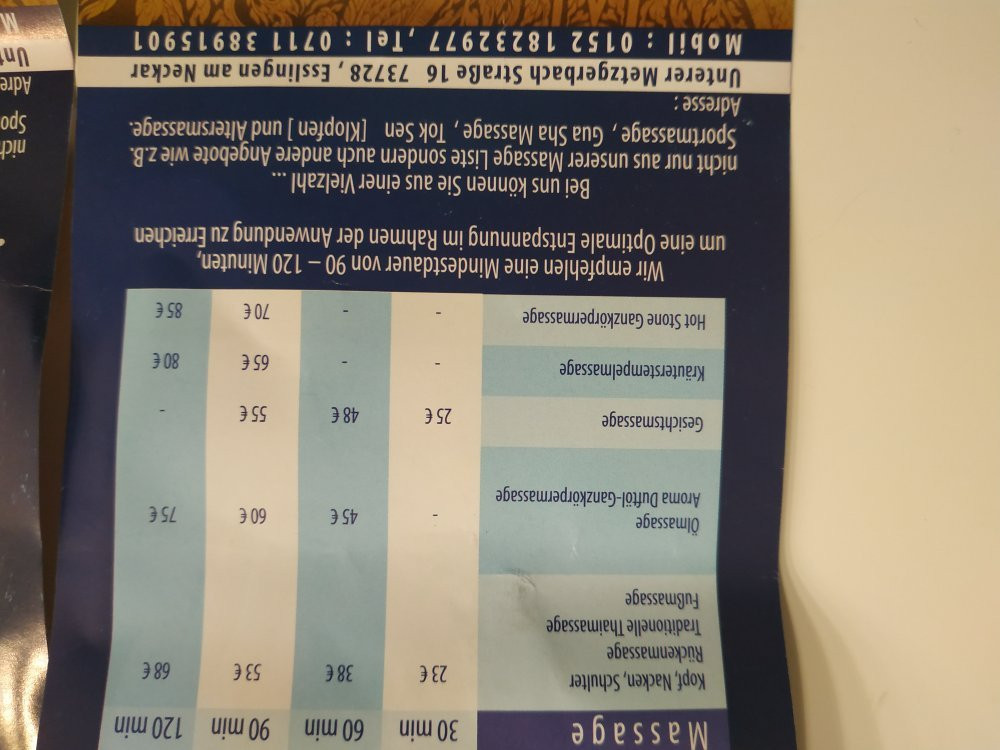 Massage 30 min 60 min 90 min 120 min
Kopf, Nacken, Schulter 23 € 38 € 53 € 68 €
Rückenmassage
Traditionelle Thaimassage
Fußmassage
Ölmassage - 45 € 60 € 75 €
Aroma Duftöl-Ganzkörpermassage
Gesichtsmassage 25 € 48 € 55 € -
Kräuterstempelmassage - - 65 € 80 €
Hot Stone Ganzkörpermassage - - 70 € 85 €
Wir empfehlen eine Mindestdauer von 90 – 120 Minuten,
um eine Optimale Entspannung im Rahmen der Anwendung zu Erreichen
Bei uns können Sie aus einer Vielzahl ...
nicht nur aus unserer Massage Liste sondern auch andere Angebote wie z.B.
Sportmassage , Gua Sha Massage , Tok Sen [Klopfen ] und Altersmassage.
Adresse :
Unterer Metzgerbach Straße 16 73728, Esslingen am Neckar
Mobil : 0152 18232977 , Tel : 0711 38915901
nich
Spo
Adre
Unt
M